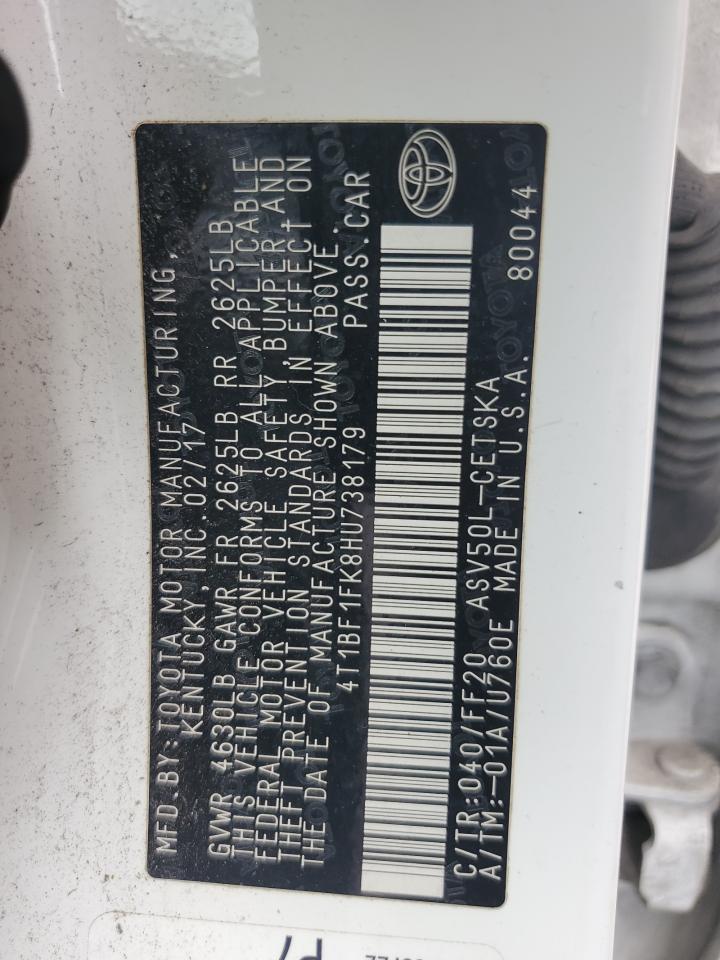 MFD.BY:TOYOTA MOTOR MANUFACTURING,
KENTUCKY, INC. 02/17
GVWR 4630LB GAWR FR 2625LB RR 2625LB
THIS VEHICLE CONFORMS TO ALL APPLICABLE
FEDERAL MOTOR VEHICLE SAFETY,BUMPER,AND
THEFT PREVENTION STANDARDS IN EFFECT ON
THE DATE OF MANUFACTURE SHOWN ABOVE.
4T1BF1FK8HU738179 PASS.CAR
C/TR:040/FF20 ASV50L-CETSKA
A/TM:-01A/U760E MADE IN U.S.A. 80044